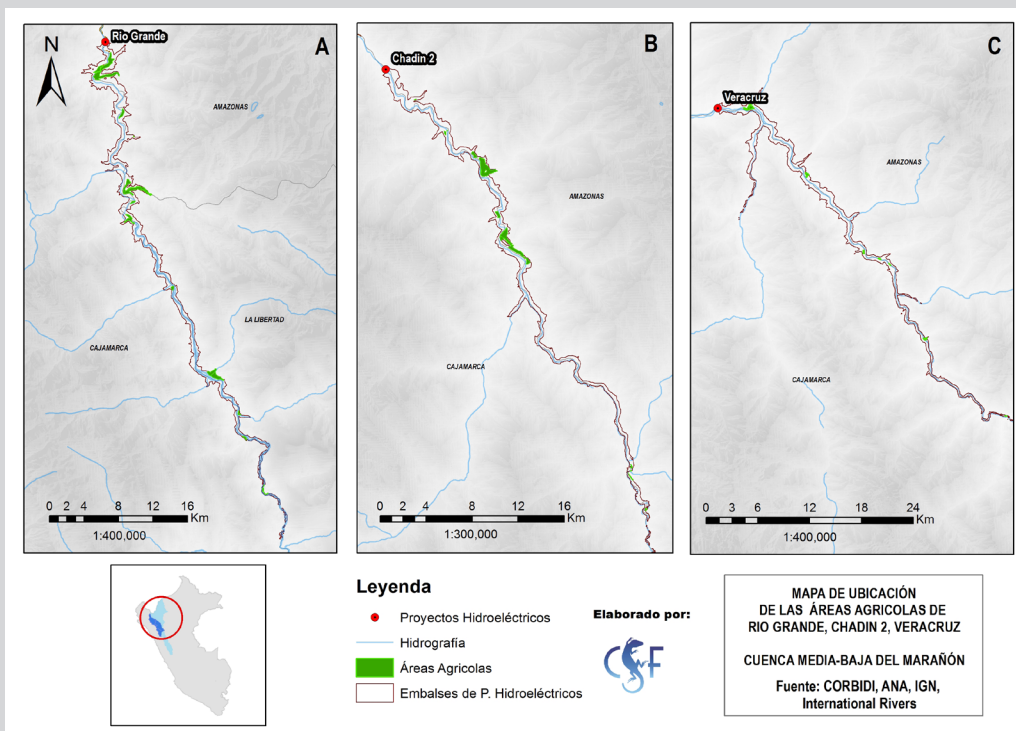 N
Rio Grande
A
AMAZONAS
LA LIBERTAD
CAJAMARCA
0 2 4 8 12 16
Km
1:400,000
B
Chadin 2
AMAZONAS
CAJAMARCA
0 2 4 8 12 16
Km
1:300,000
C
Veracruz
AMAZONAS
CAJAMARCA
0 3 6 12 18 24
Km
1:400,000
Leyenda
Proyectos Hidroeléctricos
Hidrografía
Áreas Agricolas
Embalses de P. Hidroeléctricos
Elaborado por:
CSF
MAPA DE UBICACIÓN
DE LAS ÁREAS AGRICOLAS DE
RIO GRANDE, CHADIN 2, VERACRUZ
CUENCA MEDIA-BAJA DEL MARAÑÓN
Fuente: CORBIDI, ANA, IGN,
International Rivers